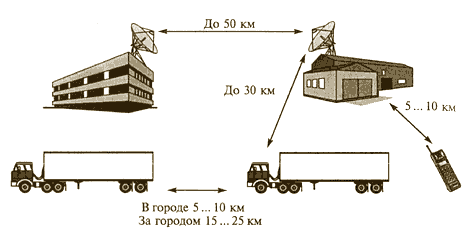 До 50 км
До 30 км
5...10 км
В городе 5...10 км
За городом 15...25 км